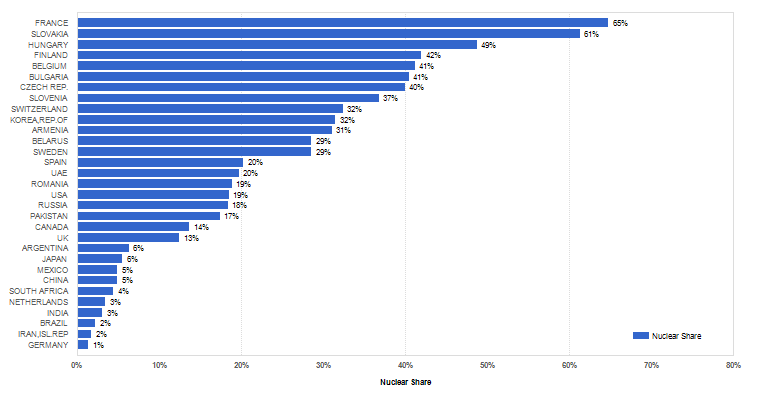 FRANCE 65%
SLOVAKIA 61%
HUNGARY 49%
FINLAND 42%
BELGIUM 41%
BULGARIA 41%
CZECH REP. 40%
SLOVENIA 37%
SWITZERLAND 32%
KOREA,REP.OF 32%
ARMENIA 31%
BELARUS 29%
SWEDEN 29%
SPAIN 20%
UAE 20%
ROMANIA 19%
USA 19%
RUSSIA 18%
PAKISTAN 17%
CANADA 14%
UK 13%
ARGENTINA 6%
JAPAN 6%
MEXICO 5%
CHINA 5%
SOUTH AFRICA 4%
NETHERLANDS 3%
INDIA 3%
BRAZIL 2%
IRAN,ISL.REP 2%
GERMANY 1%
Nuclear Share
0% 10% 20% 30% 40% 50% 60% 70% 80%
Nuclear Share